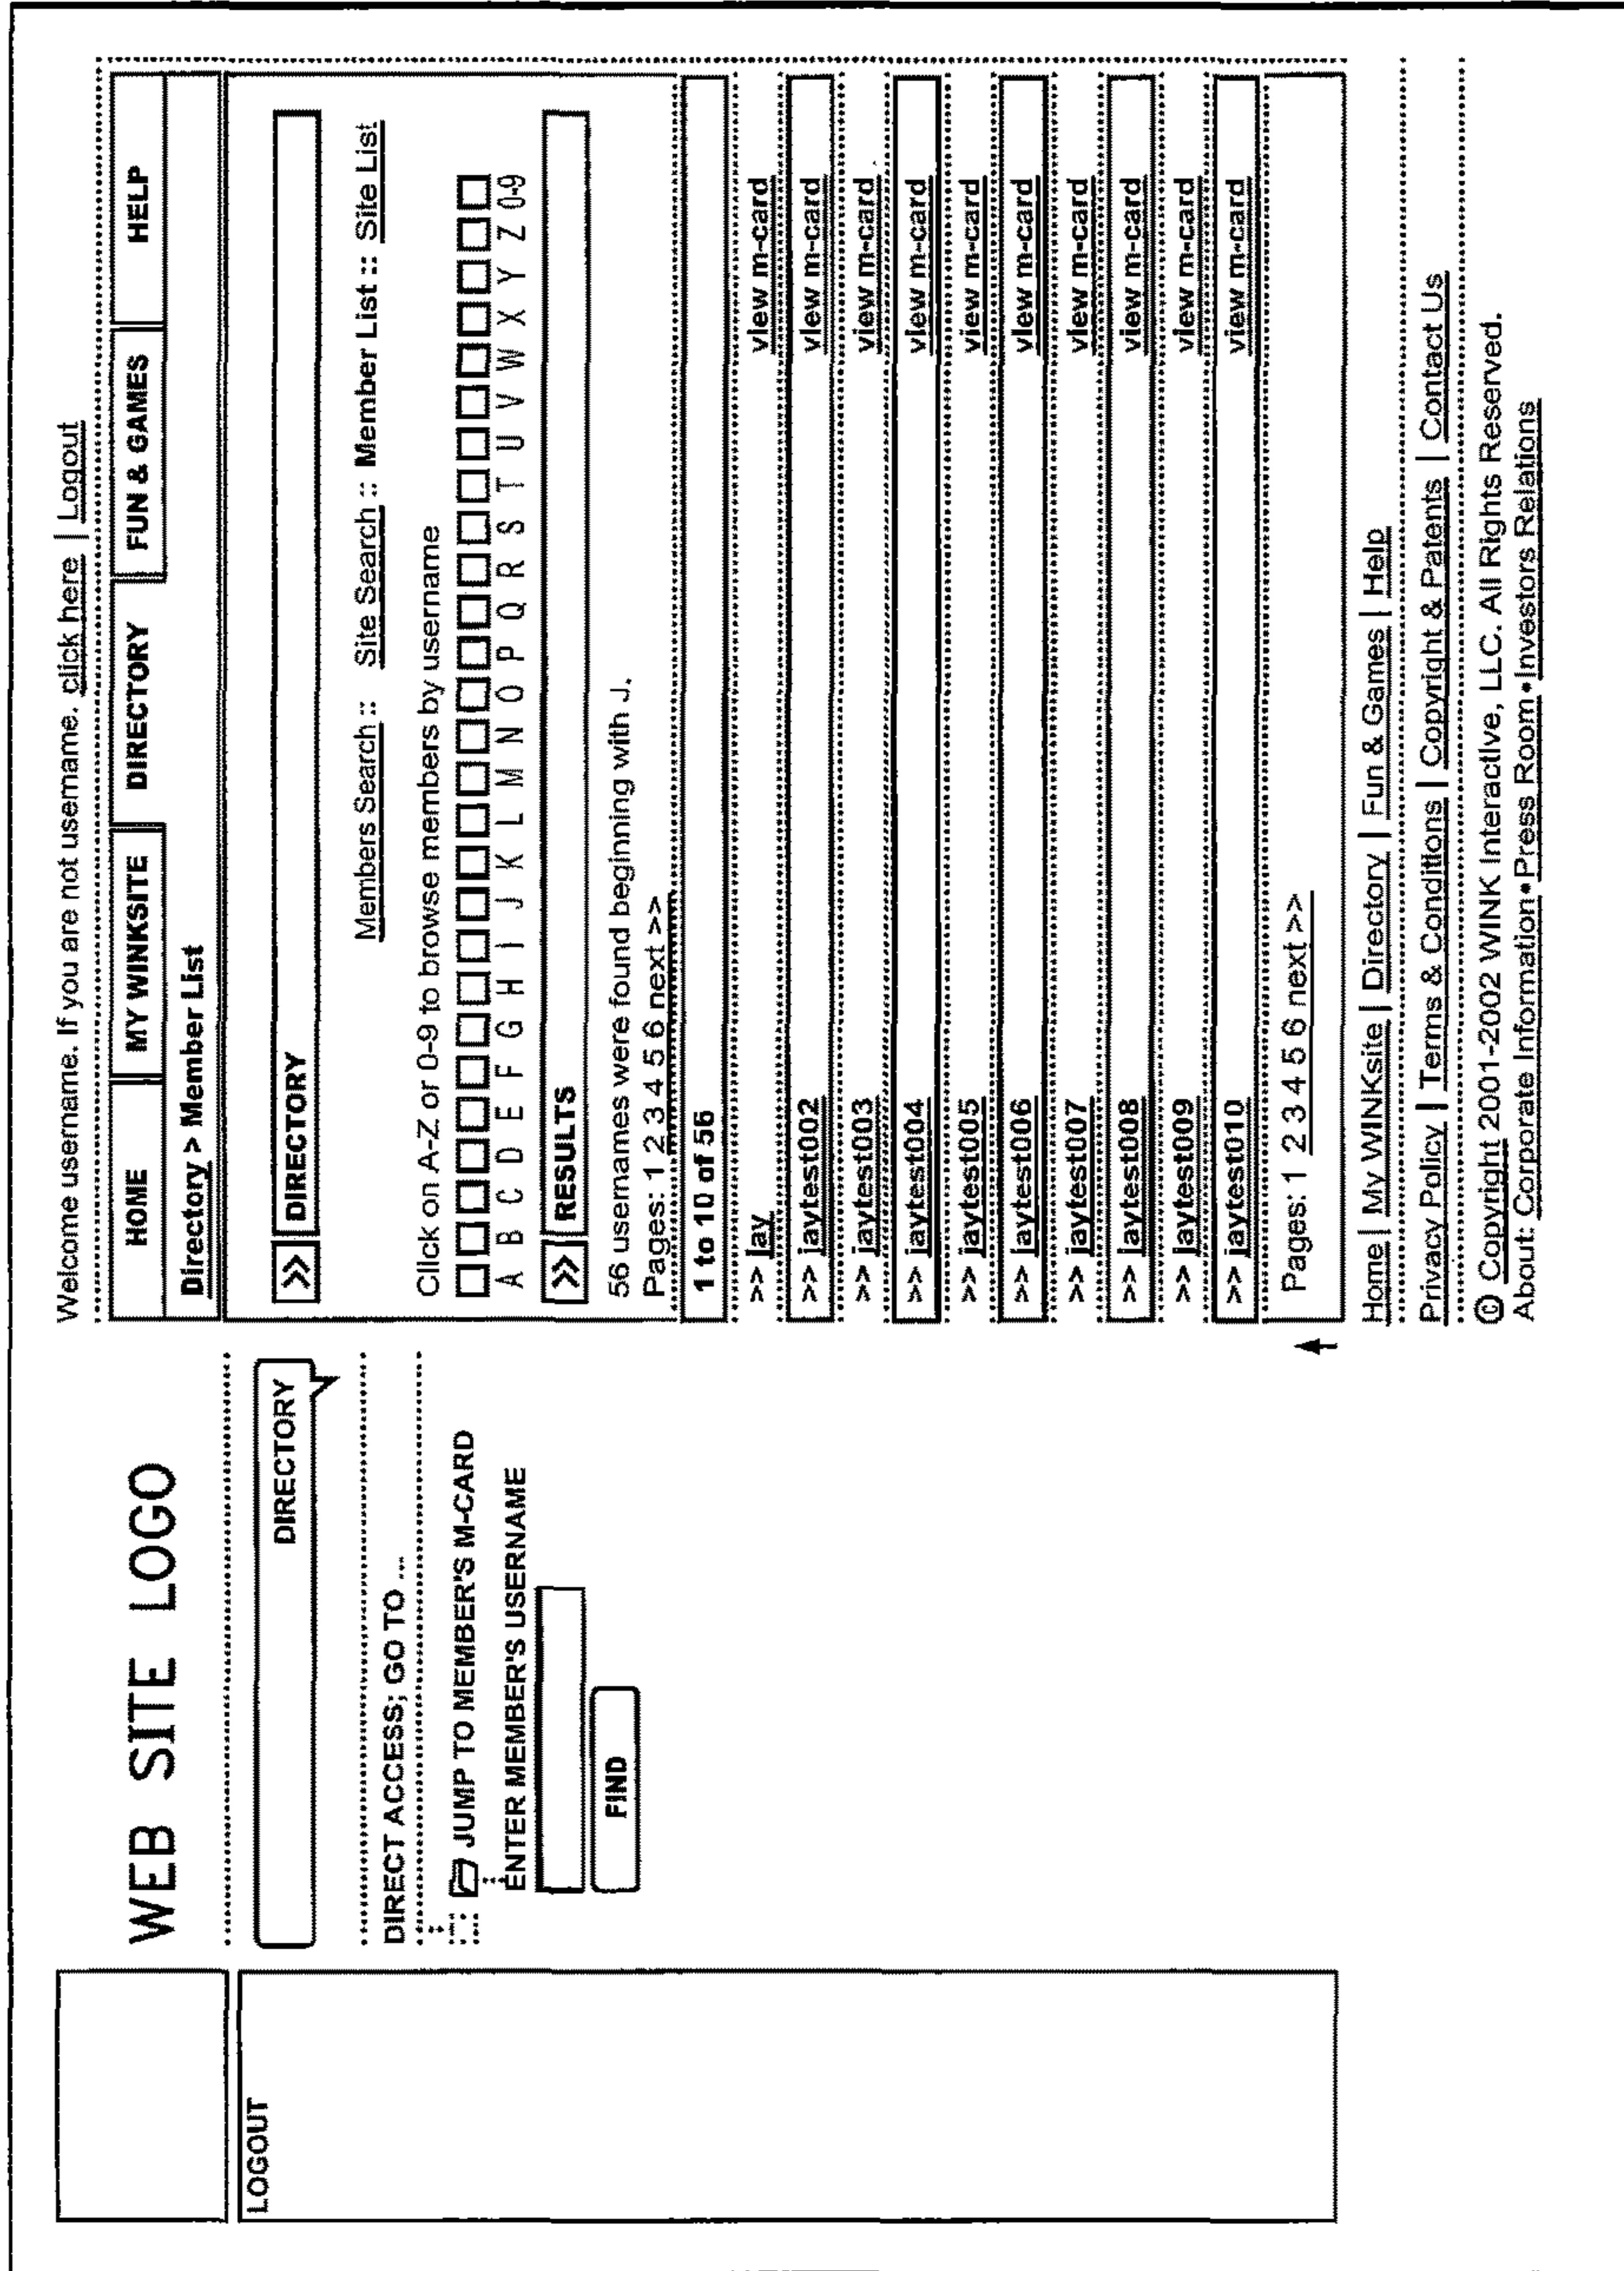 LOGOUT
WEB SITE LOGO
DIRECTORY
DIRECT ACCESS; GO TO ...
JUMP TO MEMBER'S M-CARD
ENTER MEMBER'S USERNAME
FIND
Welcome username. If you are not username. click here | Logout
HOME MY WINKSITE DIRECTORY FUN & GAMES HELP
Directory > Member List
>> DIRECTORY
Members Search :: Site Search :: Member List :: Site List
Click on A-Z or 0-9 to browse members by username
A B C D E F G H I J K L M N O P Q R S T U V W X Y Z 0-9
>> RESULTS
56 usernames were found beginning with J.
Pages: 1 2 3 4 5 6 next >>
1 to 10 of 56
>> jay view m-card
>> jaytest002 view m-card
>> jaytest003 view m-card
>> jaytest004 view m-card
>> jaytest005 view m-card
>> jaytest006 view m-card
>> jaytest007 view m-card
>> jaytest008 view m-card
>> jaytest009 view m-card
>> jaytest010 view m-card
Pages: 1 2 3 4 5 6 next >>
Home | My WINKsite | Directory | Fun & Games | Help
Privacy Policy | Terms & Conditions | Copyright & Patents | Contact Us
© Copyright 2001-2002 WINK Interactive, LLC. All Rights Reserved.
About: Corporate Information•Press Room•Investors Relations